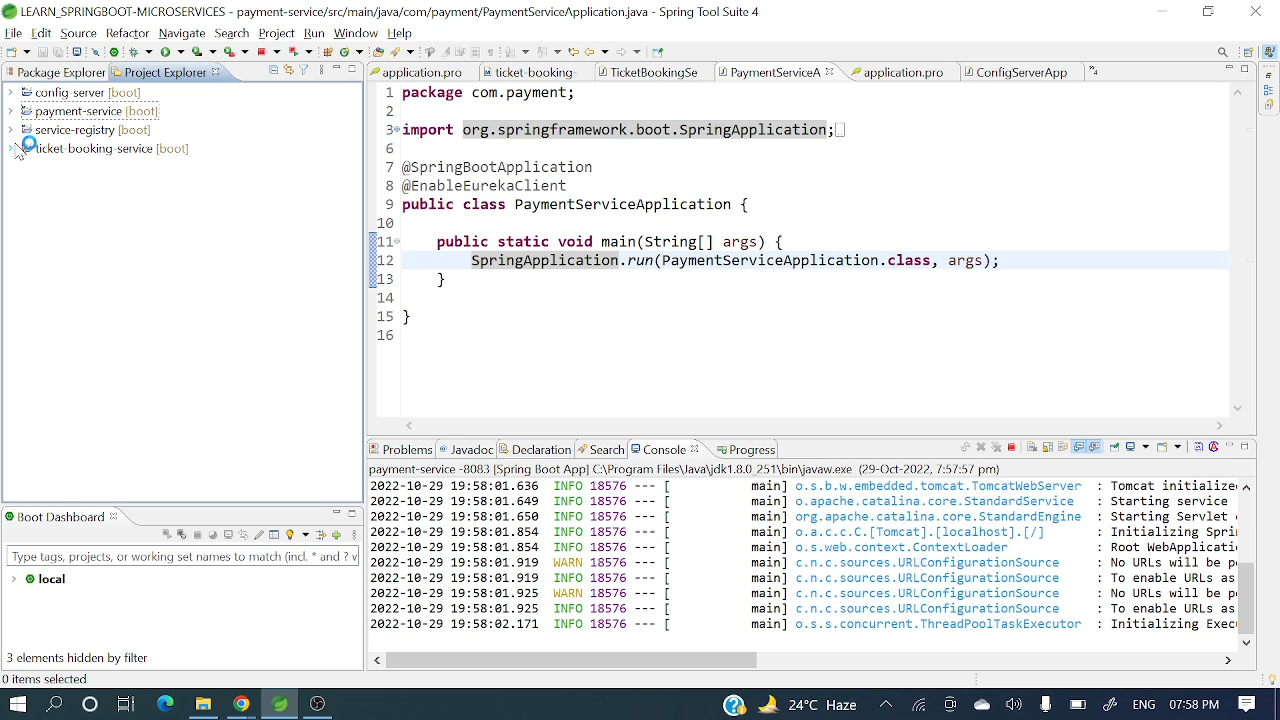 LEARN_SPRINGBOOT-MICROSERVICES - payment-service/src/main/java/com/payment/PaymentServiceApplication.java - Spring Tool Suite 4
File Edit Source Refactor Navigate Search Project Run Window Help
Package Explorer Project Explorer
config-server [boot]
payment-service [boot]
service-registry [boot]
ticket-booking-service [boot]
application.pro ticket-booking- TicketBookingSe PaymentServiceA application.pro ConfigServerApp
1 package com.payment;
2
3 import org.springframework.boot.SpringApplication;
6
7 @SpringBootApplication
8 @EnableEurekaClient
9 public class PaymentServiceApplication {
10
11 public static void main(String[] args) {
12 SpringApplication.run(PaymentServiceApplication.class, args);
13 }
14
15 }
16
Problems Javadoc Declaration Search Console Progress
payment-service -8083 [Spring Boot App] C:\Program Files\Java\jdk1.8.0_251\bin\javaw.exe (29-Oct-2022, 7:57:57 pm)
2022-10-29 19:58:01.636 INFO 18576 --- [ main] o.s.b.w.embedded.tomcat.TomcatWebServer : Tomcat initialize
2022-10-29 19:58:01.649 INFO 18576 --- [ main] o.apache.catalina.core.StandardService : Starting service
2022-10-29 19:58:01.650 INFO 18576 --- [ main] org.apache.catalina.core.StandardEngine : Starting Servlet
2022-10-29 19:58:01.854 INFO 18576 --- [ main] o.a.c.c.C.[Tomcat].[localhost].[/] : Initializing Spri
2022-10-29 19:58:01.854 INFO 18576 --- [ main] o.s.web.context.ContextLoader : Root WebApplicatio
2022-10-29 19:58:01.919 WARN 18576 --- [ main] c.n.c.sources.URLConfigurationSource : No URLs will be p
2022-10-29 19:58:01.919 INFO 18576 --- [ main] c.n.c.sources.URLConfigurationSource : To enable URLs as
2022-10-29 19:58:01.925 WARN 18576 --- [ main] c.n.c.sources.URLConfigurationSource : No URLs will be p
2022-10-29 19:58:01.925 INFO 18576 --- [ main] c.n.c.sources.URLConfigurationSource : To enable URLs as
2022-10-29 19:58:02.171 INFO 18576 --- [ main] o.s.s.concurrent.ThreadPoolTaskExecutor : Initializing Exec
Boot Dashboard
Type tags, projects, or working set names to match (incl. * and ? v
local
3 elements hidden by filter
0 items selected
24°C Haze
ENG 07:58 PM